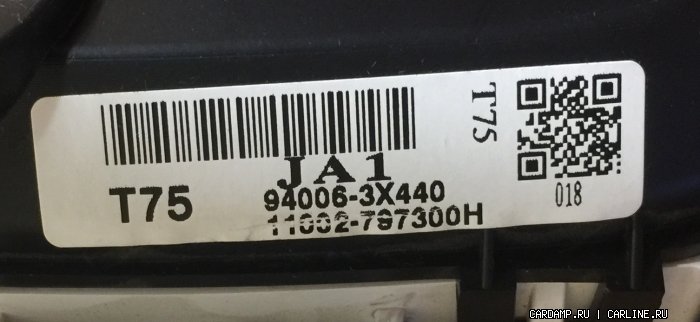 JA1
T75
94006-3X440
11002-797300H
T75
018
CARDAMP.RU | CARLINE.RU